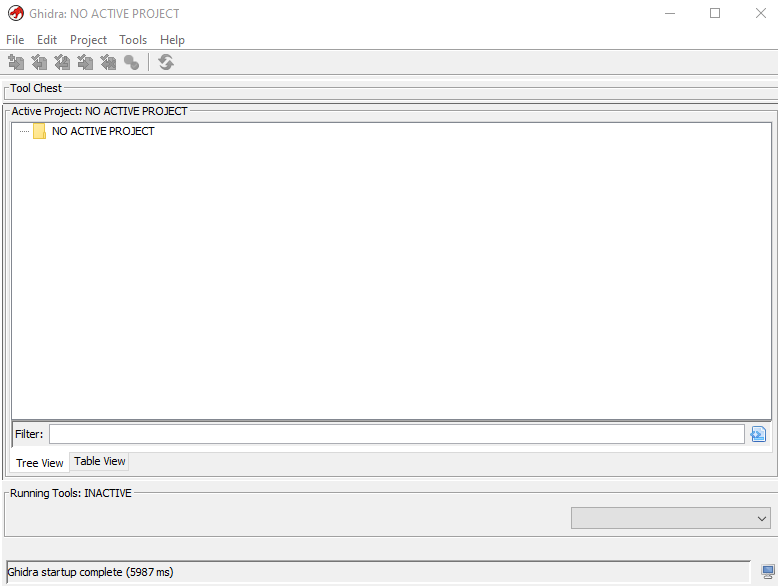 Ghidra: NO ACTIVE PROJECT
File Edit Project Tools Help
Tool Chest
Active Project: NO ACTIVE PROJECT
NO ACTIVE PROJECT
Filter:
Tree View Table View
Running Tools: INACTIVE
Ghidra startup complete (5987 ms)